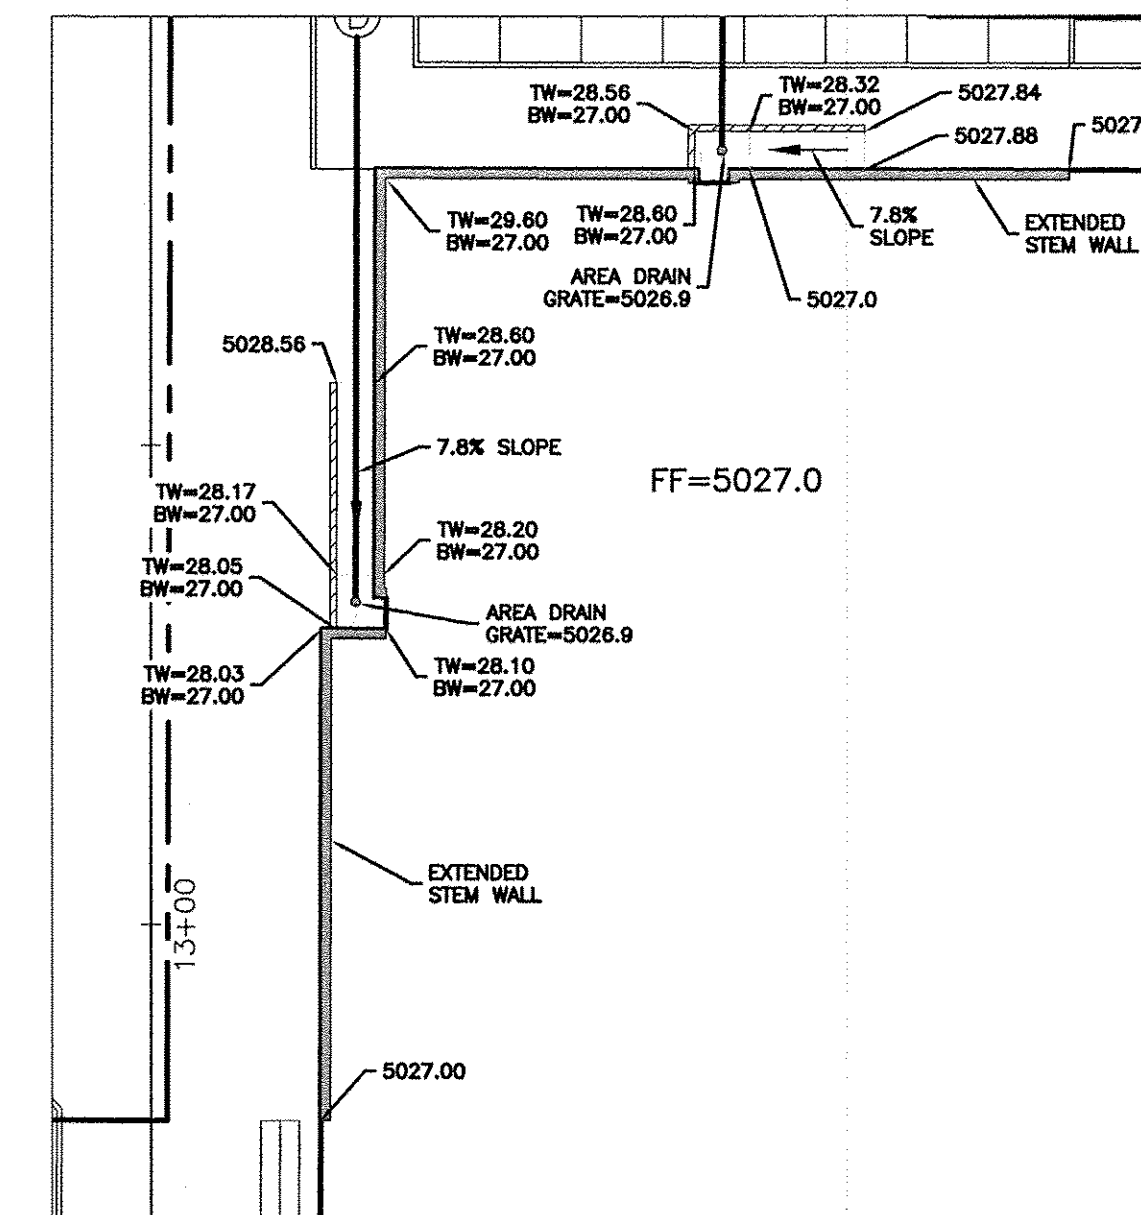 TW=28.56
BW=27.00
TW=28.32
BW=27.00
5027.84
5027.88
5027
TW=29.60
BW=27.00
TW=28.60
BW=27.00
7.8%
SLOPE
EXTENDED
STEM WALL
AREA DRAIN
GRATE=5026.9
5027.0
5028.56
TW=28.60
BW=27.00
7.8% SLOPE
FF=5027.0
TW=28.17
BW=27.00
TW=28.20
BW=27.00
TW=28.05
BW=27.00
AREA DRAIN
GRATE=5026.9
TW=28.03
BW=27.00
TW=28.10
BW=27.00
EXTENDED
STEM WALL
13+00
5027.00